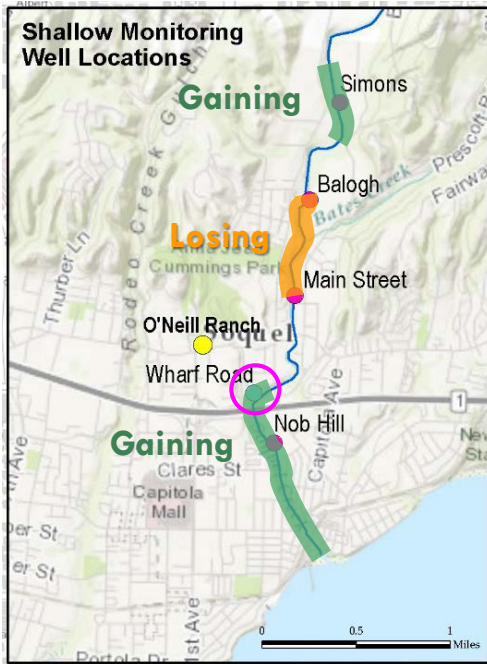 Shallow Monitoring
Well Locations
Gaining
Simons
Prescott R
Fairway
Balogh
Bates Creek
Rodeo Creek Gulch
Thurber Ln
Losing
Cummings Park
Main Street
O'Neill Ranch
Soquel
Wharf Road
1
Nob Hill
Capitola Ave
Gaining
Clares St
Capitola
Mall
1st Ave
Portola Dr
0 0.5 1
Miles